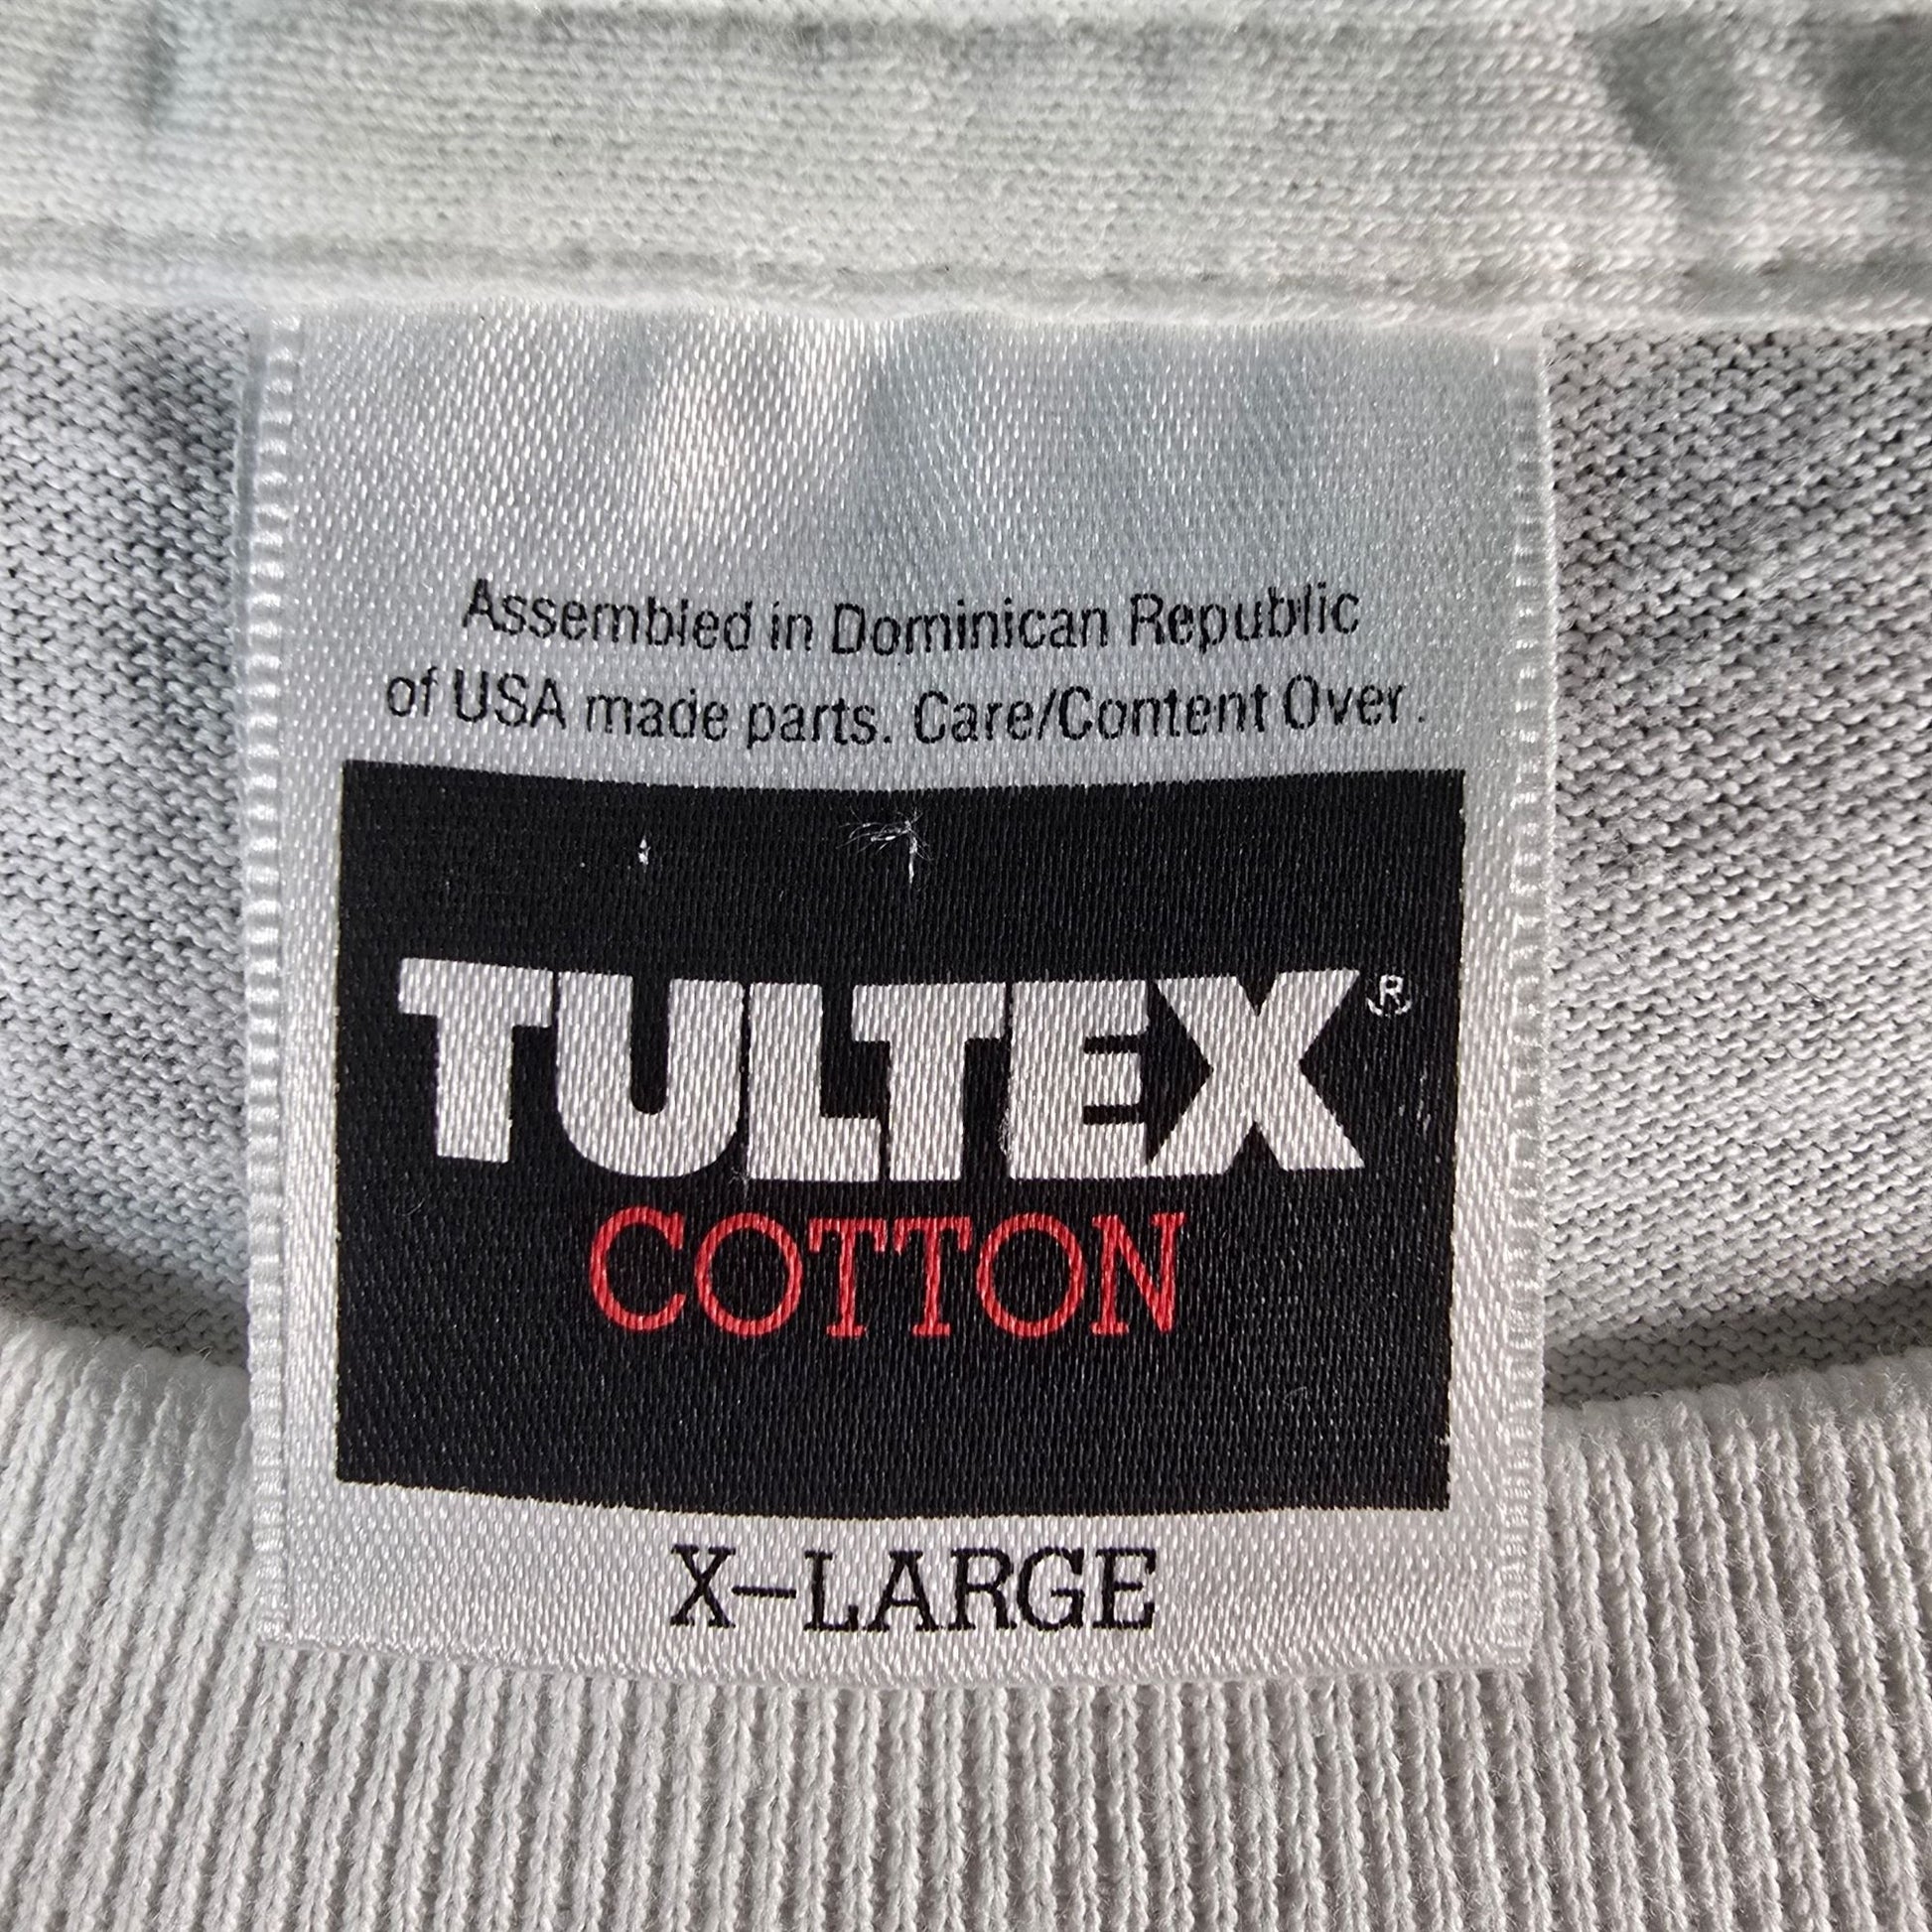 Assembled in Dominican Republic
of USA made parts. Care/Content Over.
TULTEX®
COTTON
X-LARGE